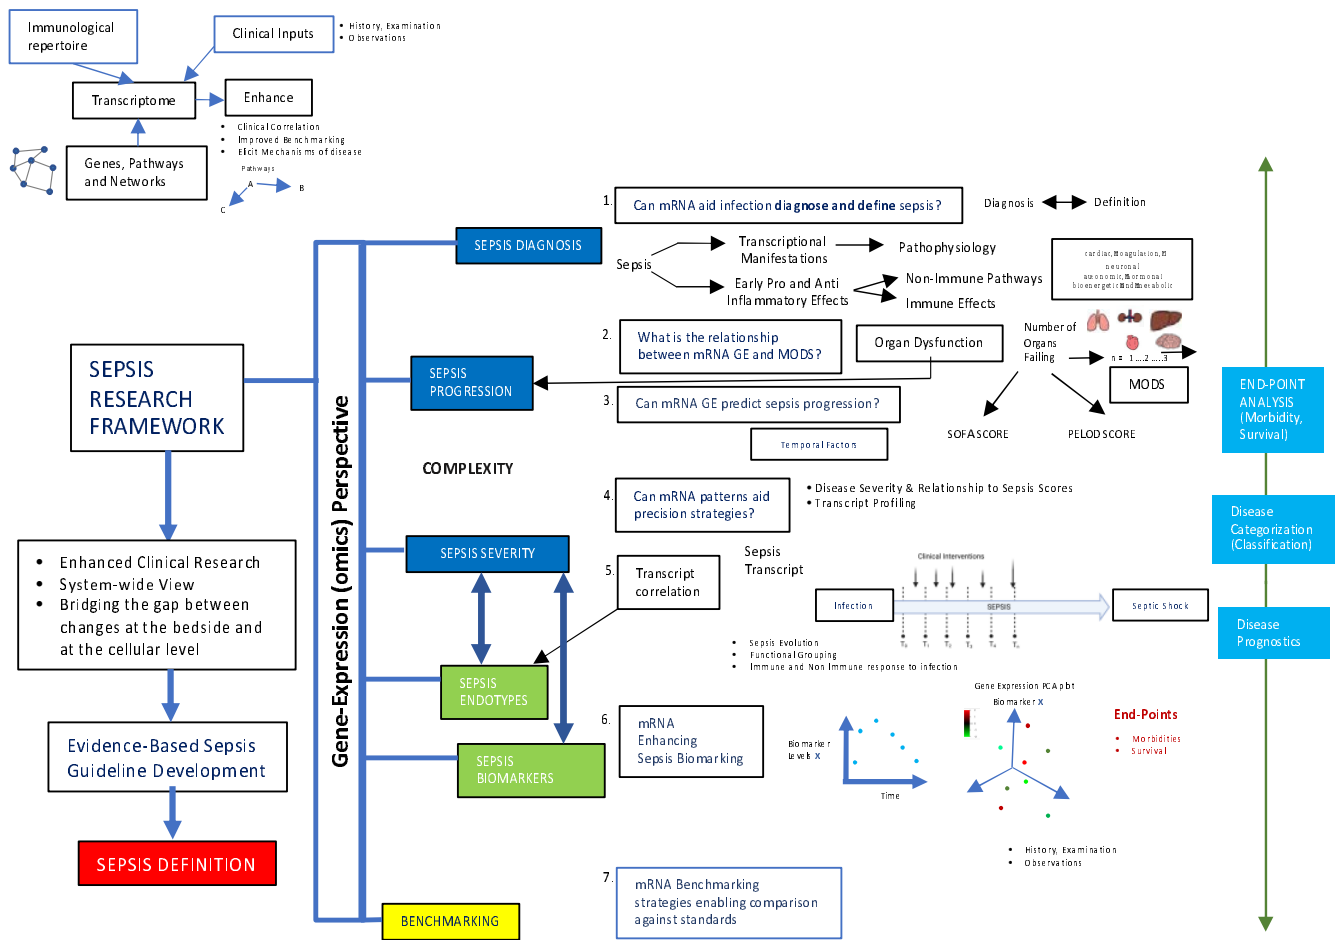 Immunological
repertoire
Clinical Inputs
• History, Examination
• Observations
Transcriptome
Enhance
• Clinical Correlation
• Improved Benchmarking
• Elicit Mechanisms of disease
Genes, Pathways
and Networks
Pathways
A
B
C
1. Can mRNA aid infection diagnose and define sepsis?
Diagnosis
Definition
SEPSIS DIAGNOSIS
Sepsis
Transcriptional
Manifestations
Pathophysiology
Early Pro and Anti
Inflammatory Effects
Non-Immune Pathways
Immune Effects
neuronal
2. What is the relationship
between mRNA GE and MODS?
Organ Dysfunction
Number of
Organs
Failing
n = 1 ....2 .....3
MODS
SEPSIS
PROGRESSION
3. Can mRNA GE predict sepsis progression?
Temporal Factors
SOFA SCORE
PELOD SCORE
SEPSIS
RESEARCH
FRAMEWORK
Gene-Expression (omics) Perspective
COMPLEXITY
END-POINT
ANALYSIS
(Morbidity,
Survival)
4. Can mRNA patterns aid
precision strategies?
• Disease Severity & Relationship to Sepsis Scores
• Transcript Profiling
Disease
Categorization
(Classification)
• Enhanced Clinical Research
• System-wide View
• Bridging the gap between
changes at the bedside and
at the cellular level
SEPSIS SEVERITY
5. Transcript
correlation
Sepsis
Transcript
Clinical Interventions
Infection
SEPSIS
Septic Shock
• Sepsis Evolution
• Functional Grouping
• Immune and Non Immune response to infection
Disease
Prognostics
SEPSIS
ENDOTYPES
6. mRNA
Enhancing
Sepsis Biomarking
SEPSIS
BIOMARKERS
Biomarker
Levels X
Time
Gene Expression PCA plot
Biomarker X
End-Points
• Morbidities
• Survival
• History, Examination
• Observations
Evidence-Based Sepsis
Guideline Development
SEPSIS DEFINITION
7. mRNA Benchmarking
strategies enabling comparison
against standards
BENCHMARKING